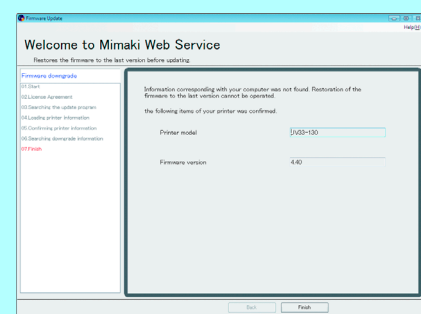 Firmware Update
Help(H)
Welcome to Mimaki Web Service
Restores the firmware to the last version before updating
Firmware downgrade
01.Start
02.License Agreement
03.Searching the update program
04.Loading printer information
05.Confirming printer information
06.Searching downgrade information
07.Finish
Information corresponding with your computer was not found. Restoration of the
firmware to the last version cannot be operated.
the following items of your printer was confirmed.
Printer model JV33-130
Firmware version 4.40
Back Finish